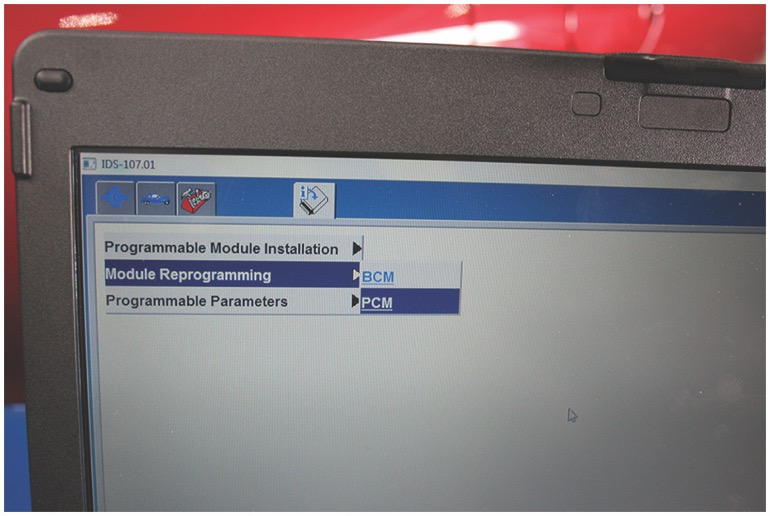 IDS-107.01
Programmable Module Installation
Module Reprogramming
BCM
Programmable Parameters
PCM